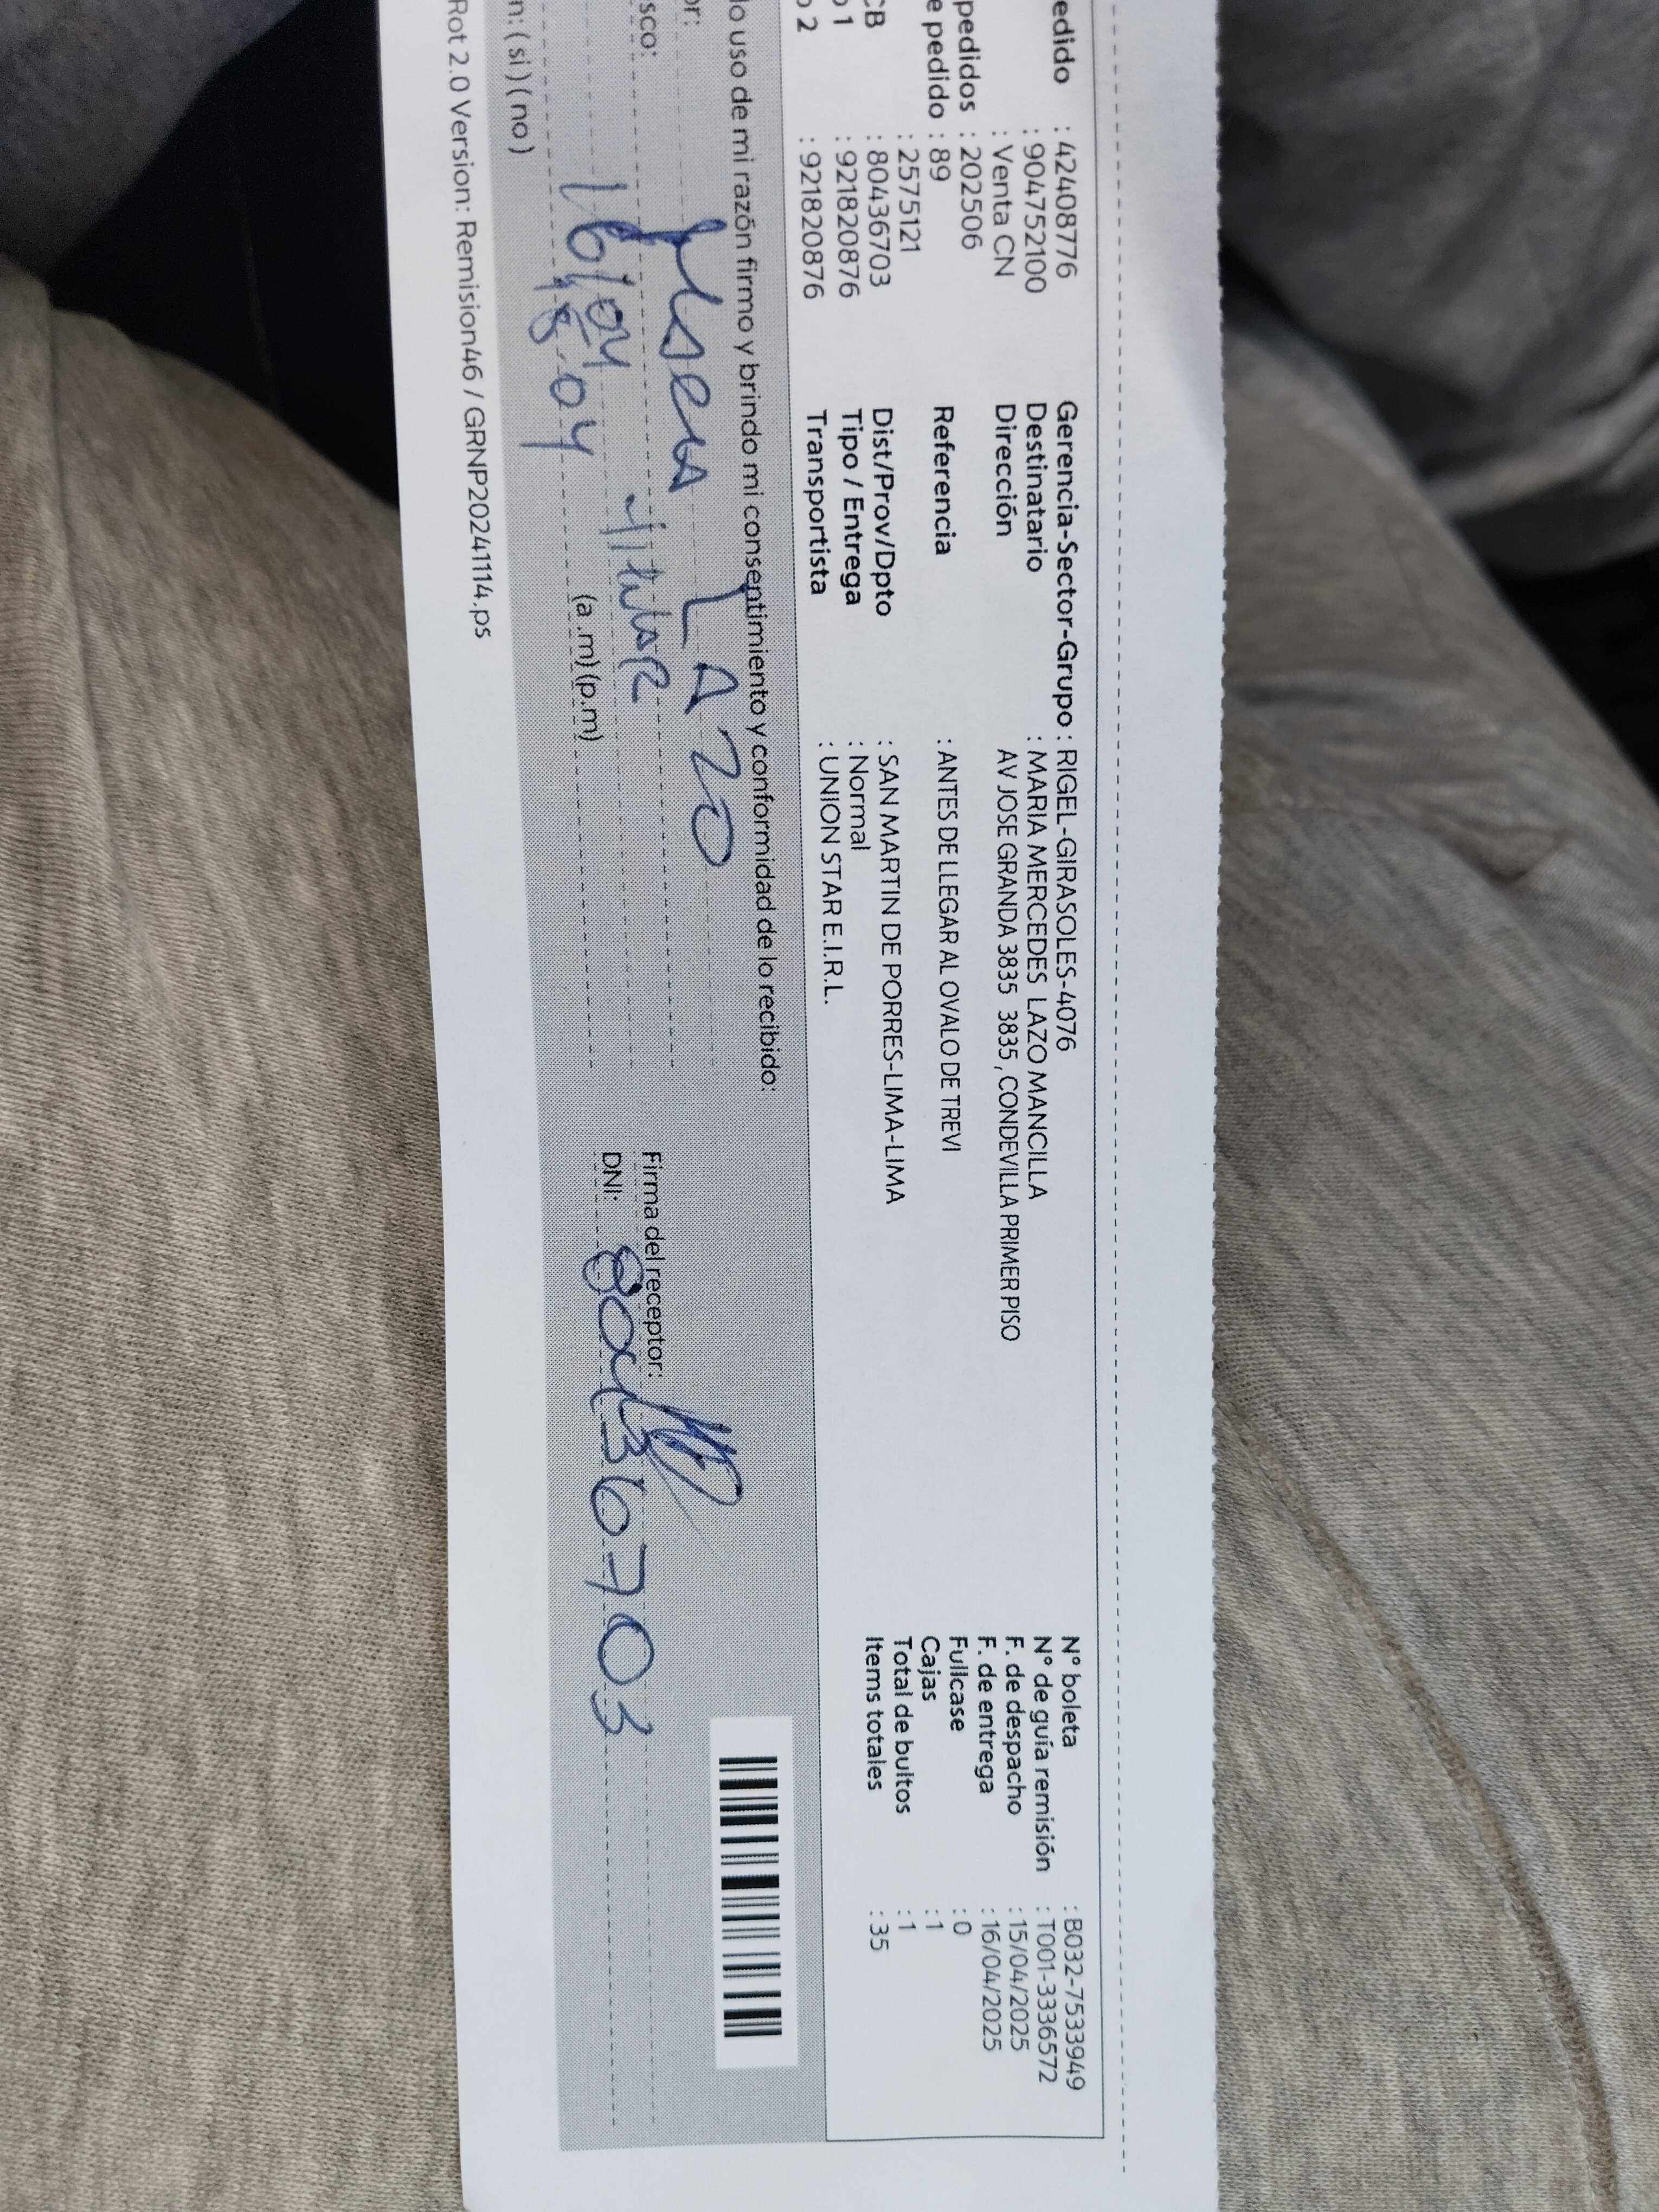 edido : 42408776
: 904752100
: Venta CN
pedidos : 202506
e pedido : 89
: 2575121
CB : 80436703
o 1 : 921820876
o 2 : 921820876
Gerencia-Sector-Grupo : RIGEL-GIRASOLES-4076
Destinatario : MARIA MERCEDES LAZO MANCILLA
Dirección AV JOSE GRANDA 3835 3835 , CONDEVILLA PRIMER PISO
Referencia : ANTES DE LLEGAR AL OVALO DE TREVI
Dist/Prov/Dpto : SAN MARTIN DE PORRES-LIMA-LIMA
Tipo / Entrega : Normal
Transportista : UNION STAR E.I.R.L.
N° boleta : B032-7533949
N° de guía remisión : T001-3336572
F. de despacho : 15/04/2025
F. de entrega : 16/04/2025
Fullcase : 0
Cajas : 1
Total de bultos : 1
Items totales : 35
lo uso de mi razón firmo y brindo mi consentimiento y conformidad de lo recibido:
or: LAZO
sco: titular
16/04
(a .m) (p.m)
n: ( si ) ( no )
Firma del receptor:
DNI: 80436703
Rot 2.0 Version: Remision46 / GRNP20241114.ps